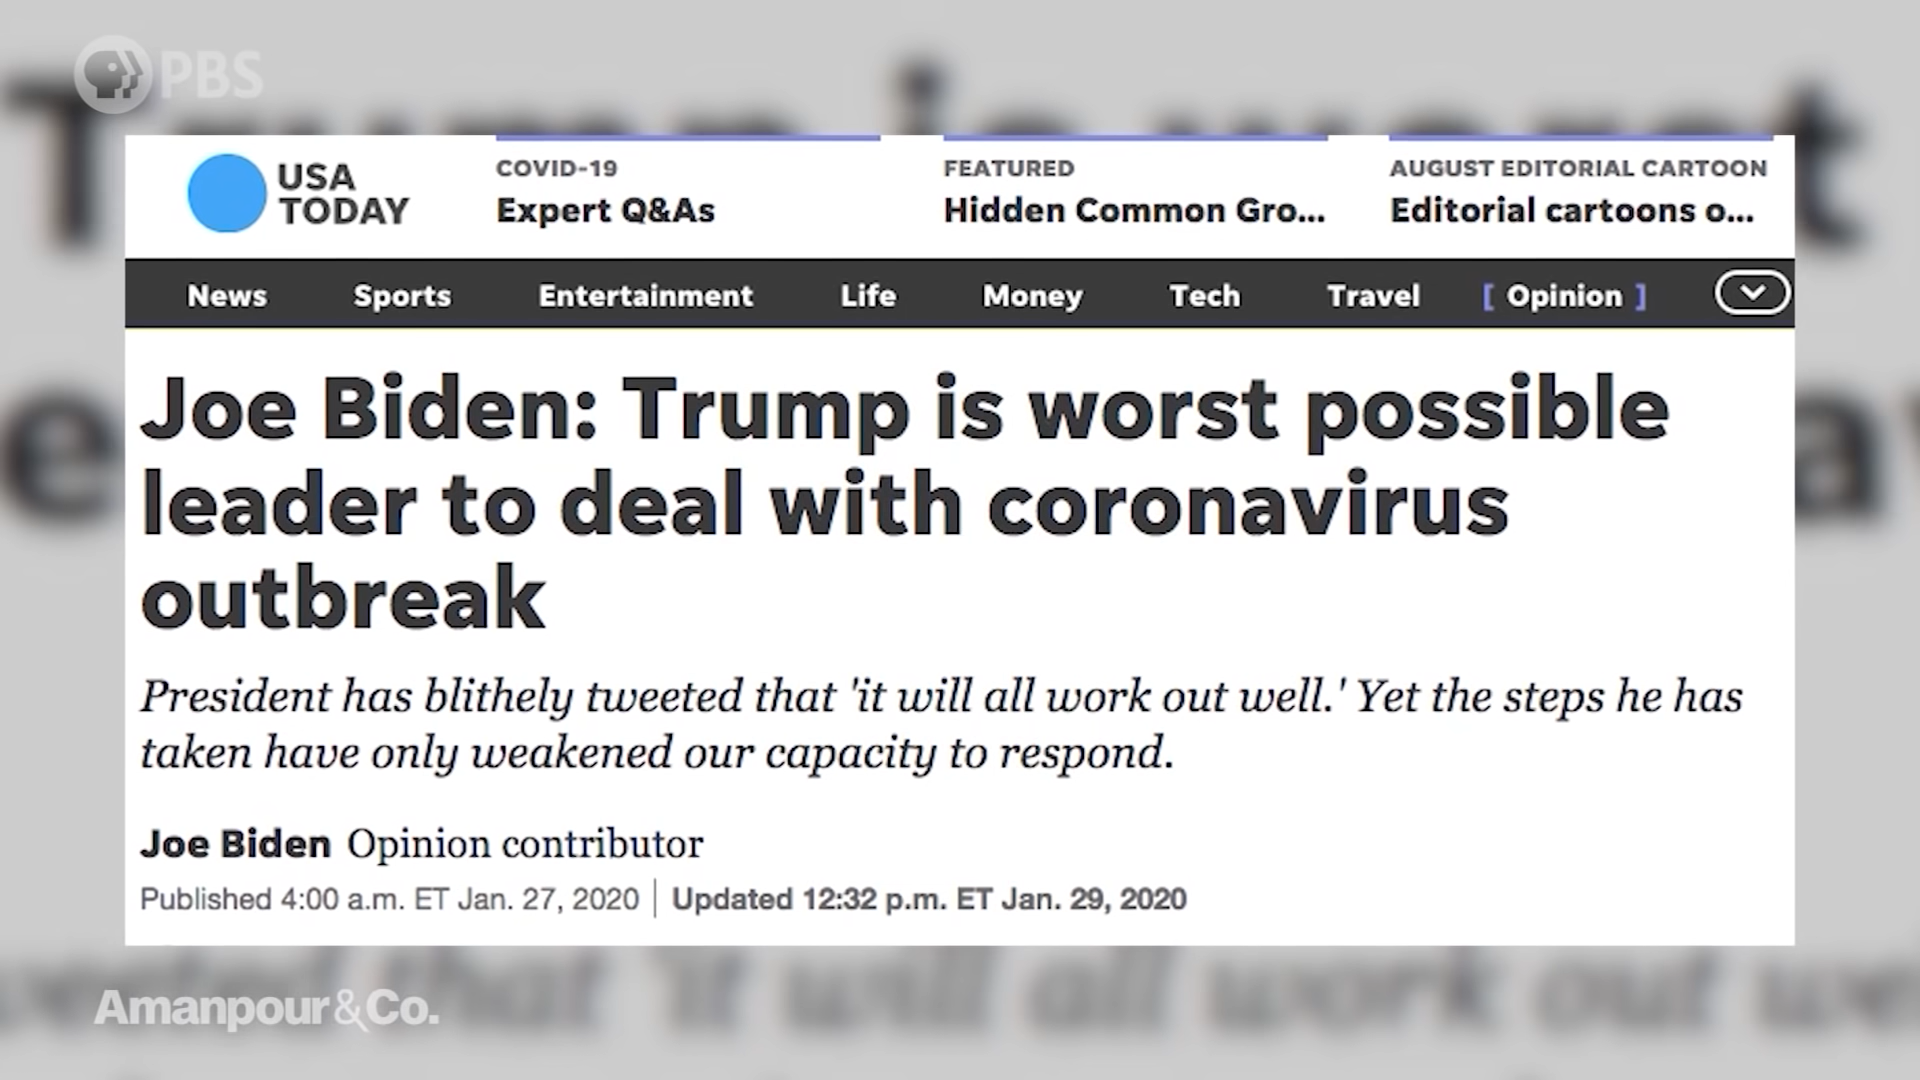 PBS
USA
TODAY
COVID-19
Expert Q&As
FEATURED
Hidden Common Gro...
AUGUST EDITORIAL CARTOON
Editorial cartoons o...
News Sports Entertainment Life Money Tech Travel [ Opinion ]
Joe Biden: Trump is worst possible
leader to deal with coronavirus
outbreak
President has blithely tweeted that 'it will all work out well.' Yet the steps he has
taken have only weakened our capacity to respond.
Joe Biden Opinion contributor
Published 4:00 a.m. ET Jan. 27, 2020 | Updated 12:32 p.m. ET Jan. 29, 2020
Amanpour&Co.